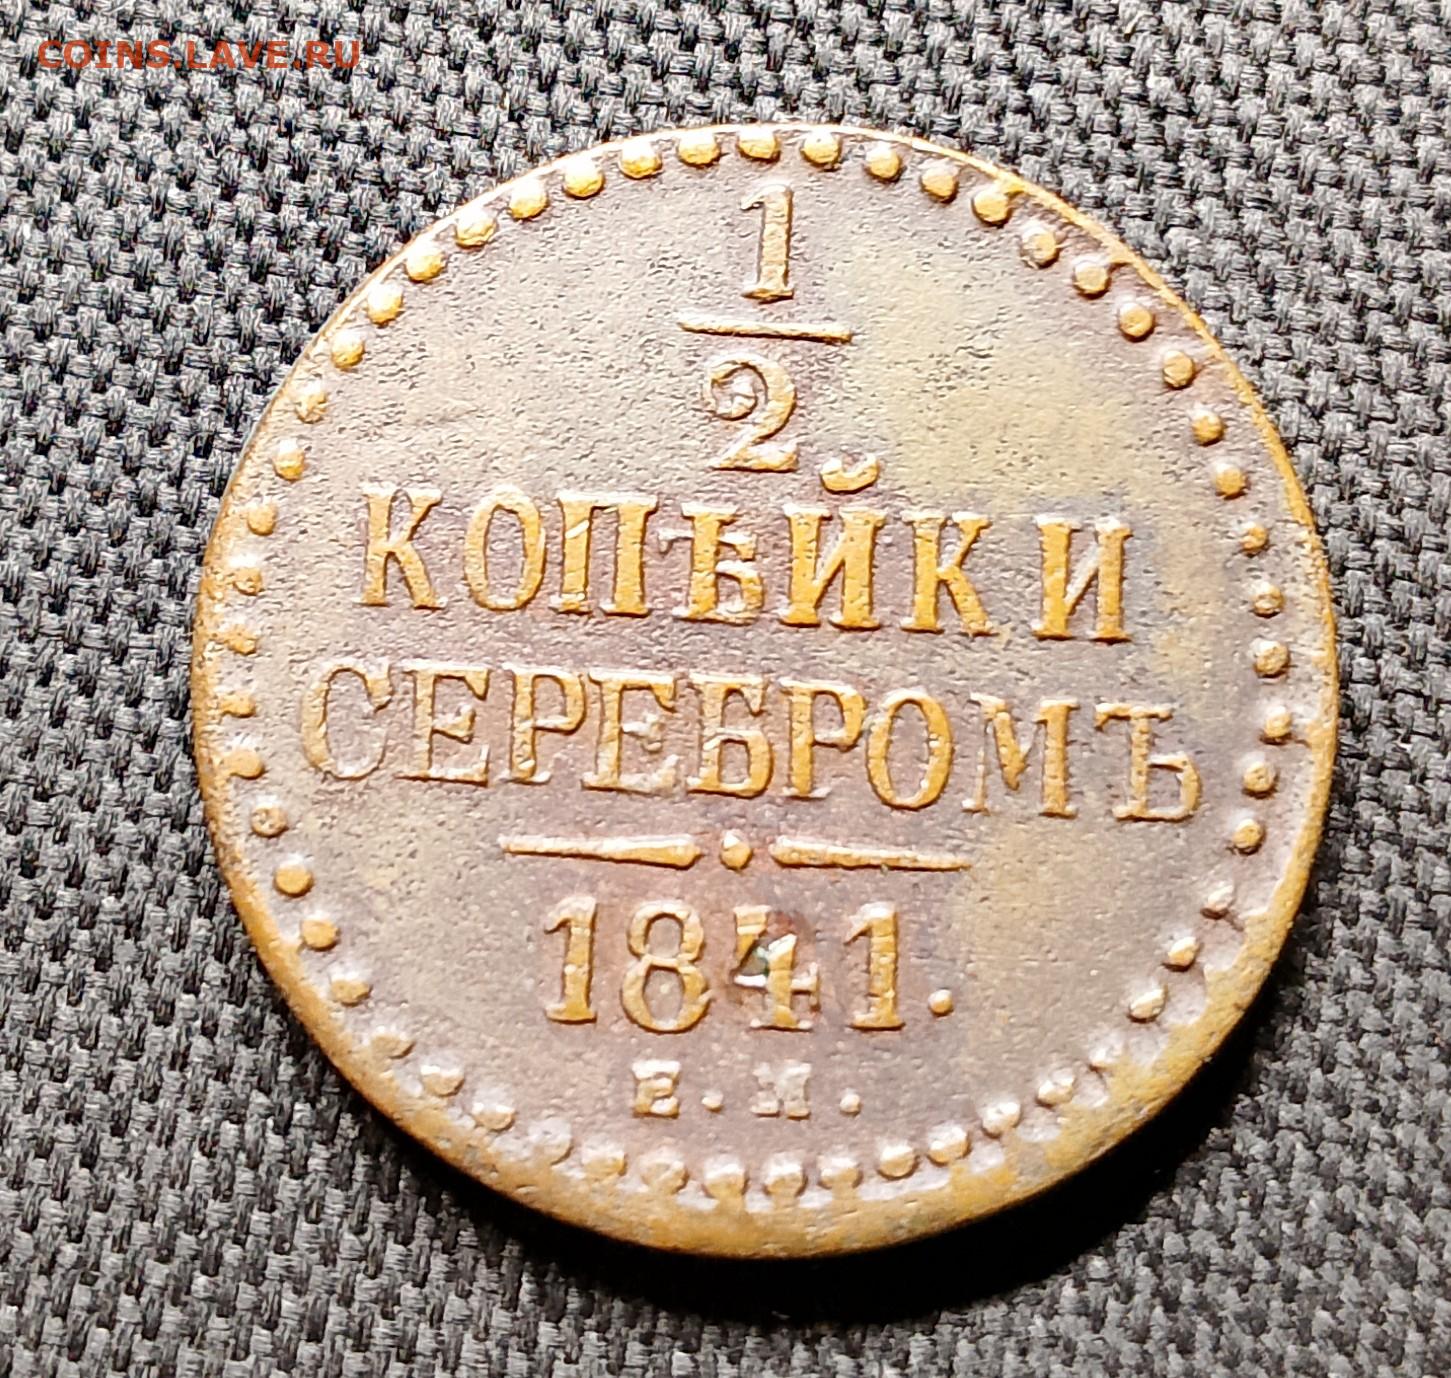 COINS.LAVE.RU
1
2
КОПѢЙКИ
СЕРЕБРОМЪ
1841.
Е.М.